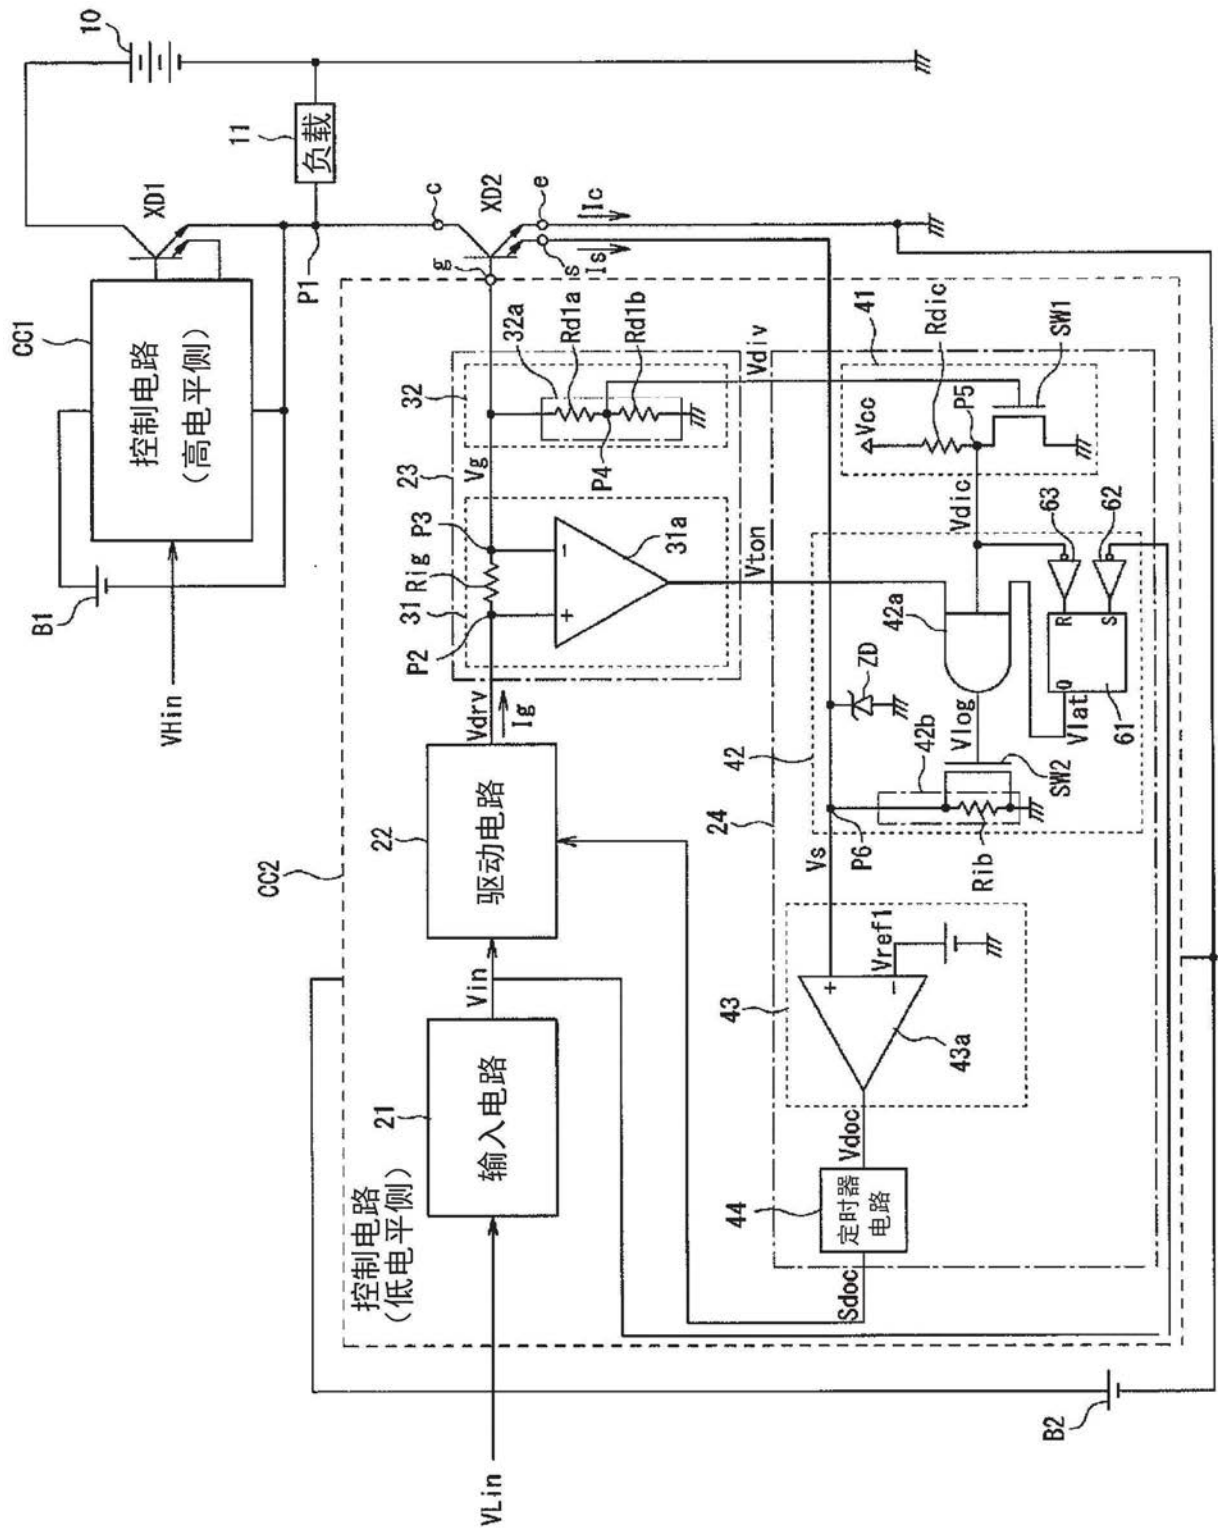 10
XD1
CC1
控制电路
(高电平侧)
B1
VHin
11
负载
P1
c
XD2
e
g
s
Ic
Is
CC2
控制电路
(低电平侧)
VLin
21
输入电路
Vin
22
驱动电路
Vdrv
Ig
23
31
P2
Rig
P3
+
-
31a
Vg
32
32a
Rd1a
Rd1b
P4
Vton
Vdiv
24
41
Vcc
Rdic
P5
SW1
Vdic
42
ZD
42a
63
62
R
S
Q
61
Vlat
Vlog
42b
SW2
Rib
P6
Vs
43
Vref1
+
-
43a
Vdoc
44
定时器
电路
Sdoc
B2